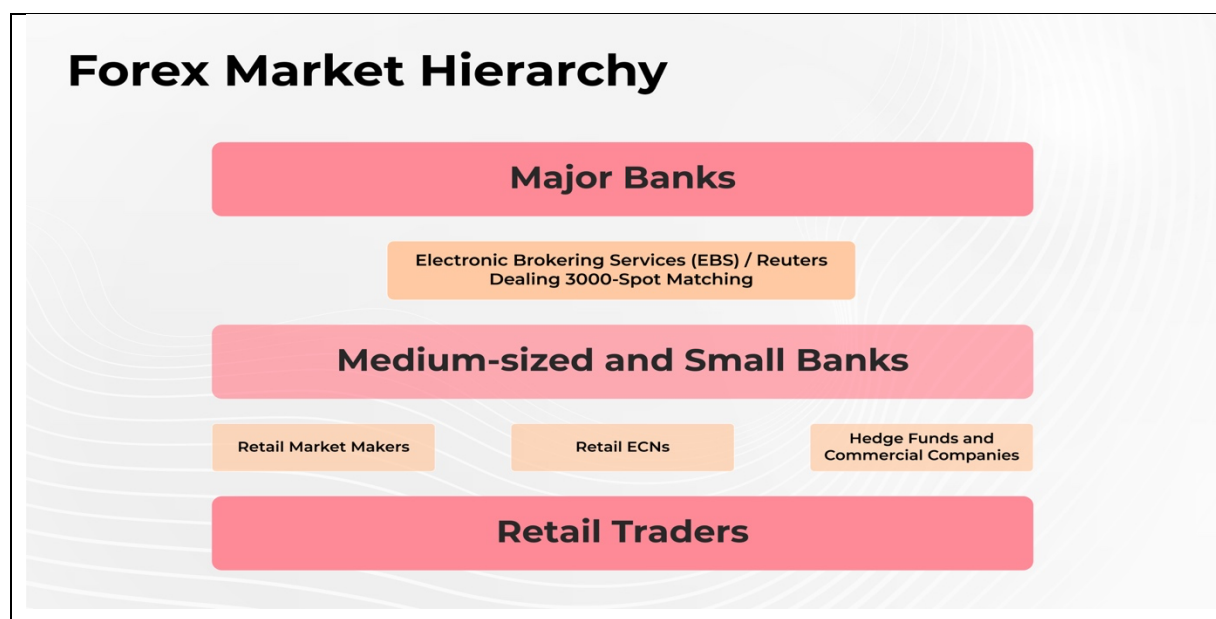 Forex Market Hierarchy
Major Banks
Electronic Brokering Services (EBS) / Reuters
Dealing 3000-Spot Matching
Medium-sized and Small Banks
Retail Market Makers
Retail ECNs
Hedge Funds and
Commercial Companies
Retail Traders